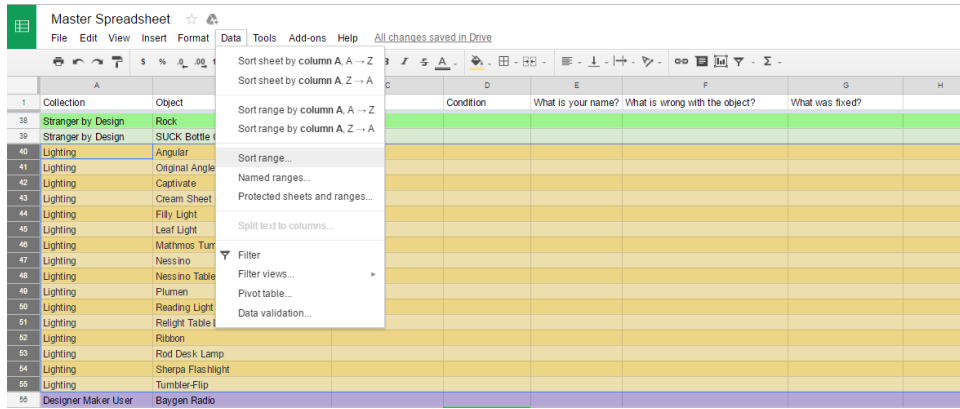 Master Spreadsheet
File Edit View Insert Format Data Tools Add-ons Help All changes saved in Drive
$ % .0 .00 1 I S A
A C D E F G H
1 Collection Object Condition What is your name? What is wrong with the object? What was fixed?
38 Stranger by Design Rock
39 Stranger by Design SUCK Bottle
40 Lighting Angular
41 Lighting Original Angle
42 Lighting Captivate
43 Lighting Cream Sheet
44 Lighting Filly Light
45 Lighting Leaf Light
46 Lighting Mathmos Tum
47 Lighting Nessino
48 Lighting Nessino Table
49 Lighting Plumen
50 Lighting Reading Light
51 Lighting Relight Table
52 Lighting Ribbon
53 Lighting Rod Desk Lamp
54 Lighting Sherpa Flashlight
55 Lighting Tumbler-Flip
56 Designer Maker User Baygen Radio
Sort sheet by column A, A → Z
Sort sheet by column A, Z → A
Sort range by column A, A → Z
Sort range by column A, Z → A
Sort range...
Named ranges...
Protected sheets and ranges...
Split text to columns...
Filter
Filter views...
Pivot table...
Data validation...